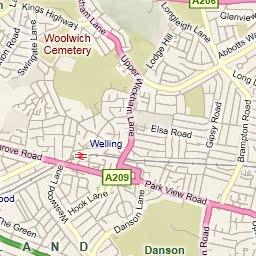 Kings Highway
Swingate Lane
Woolwich
Cemetery
Wickham Lane
Upper Wickham Lane
Lodge Hill
Longleigh Lane
A206
Glenview
Abbotts
Long
Elsa Road
Gipsy Road
Brampton Road
Welling
Grove Road
A209
Park View Road
Westwood Lane
Hook Lane
Danson Lane
The Green
A N D
Danson